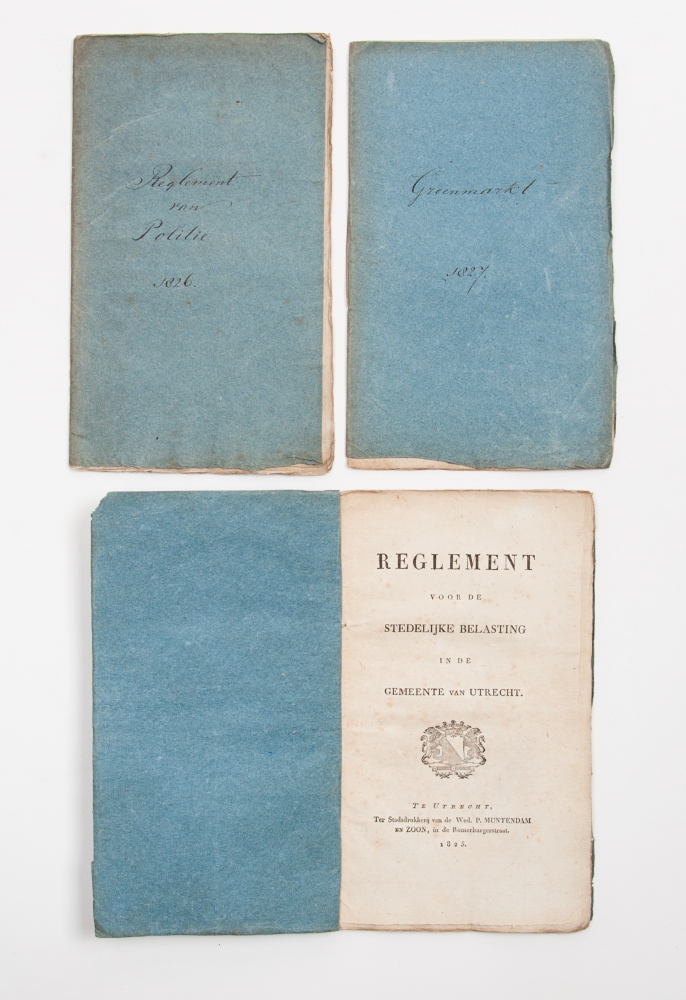 Reglement
van
Politie
1826.
Groenmarkt
1827.
REGLEMENT
VOOR DE
STEDELIJKE BELASTING
IN DE
GEMEENTE VAN UTRECHT.
TE UTRECHT,
Ter Stadsdrukkerij van de Wed. P. MUNTENDAM
EN ZOON, in de Romerburgerstraat.
1825.